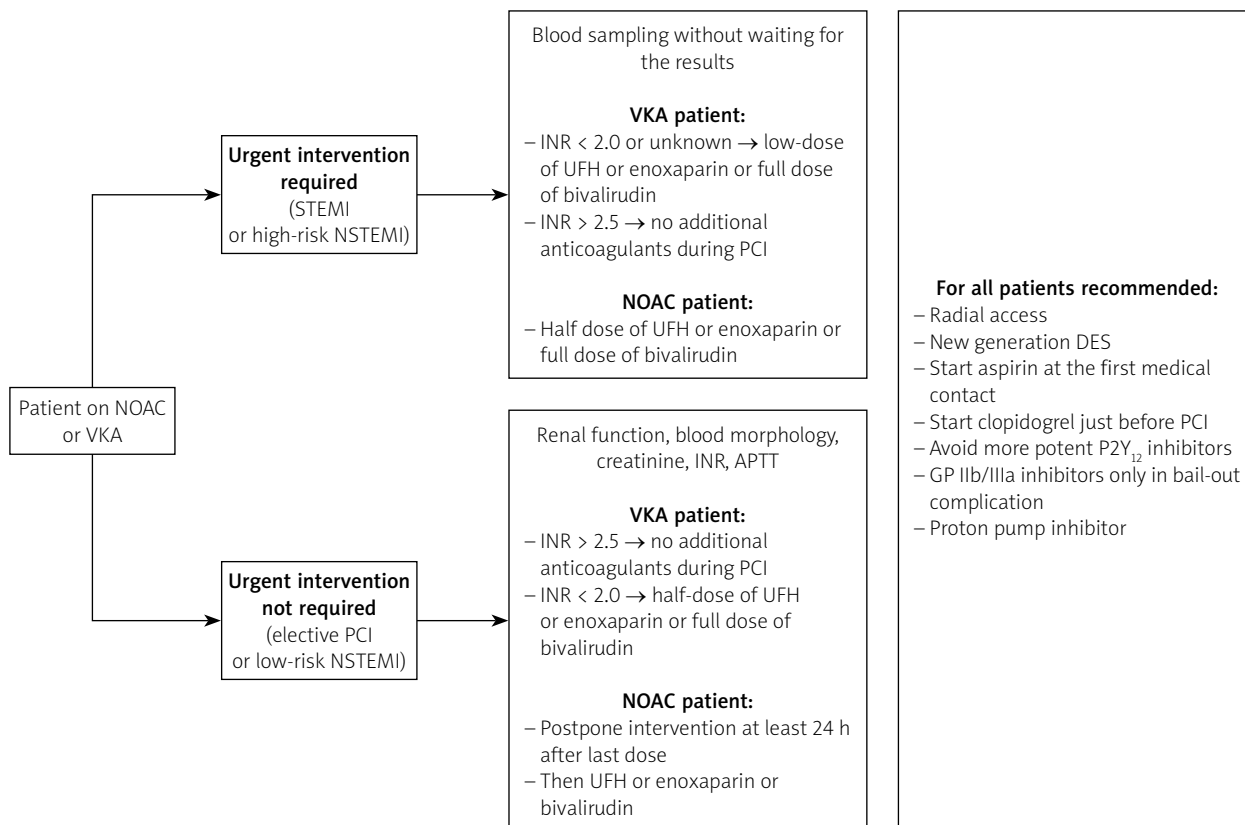 Patient on NOAC
or VKA
Urgent intervention
required
(STEMI
or high-risk NSTEMI)
Blood sampling without waiting for
the results
VKA patient:
– INR < 2.0 or unknown → low-dose
of UFH or enoxaparin or full dose
of bivalirudin
– INR > 2.5 → no additional
anticoagulants during PCI
NOAC patient:
– Half dose of UFH or enoxaparin or
full dose of bivalirudin
Urgent intervention
not required
(elective PCI
or low-risk NSTEMI)
Renal function, blood morphology,
creatinine, INR, APTT
VKA patient:
– INR > 2.5 → no additional
anticoagulants during PCI
– INR < 2.0 → half-dose of UFH
or enoxaparin or full dose of
bivalirudin
NOAC patient:
– Postpone intervention at least 24 h
after last dose
– Then UFH or enoxaparin or
bivalirudin
For all patients recommended:
– Radial access
– New generation DES
– Start aspirin at the first medical
contact
– Start clopidogrel just before PCI
– Avoid more potent P2Y₁₂ inhibitors
– GP IIb/IIIa inhibitors only in bail-out
complication
– Proton pump inhibitor